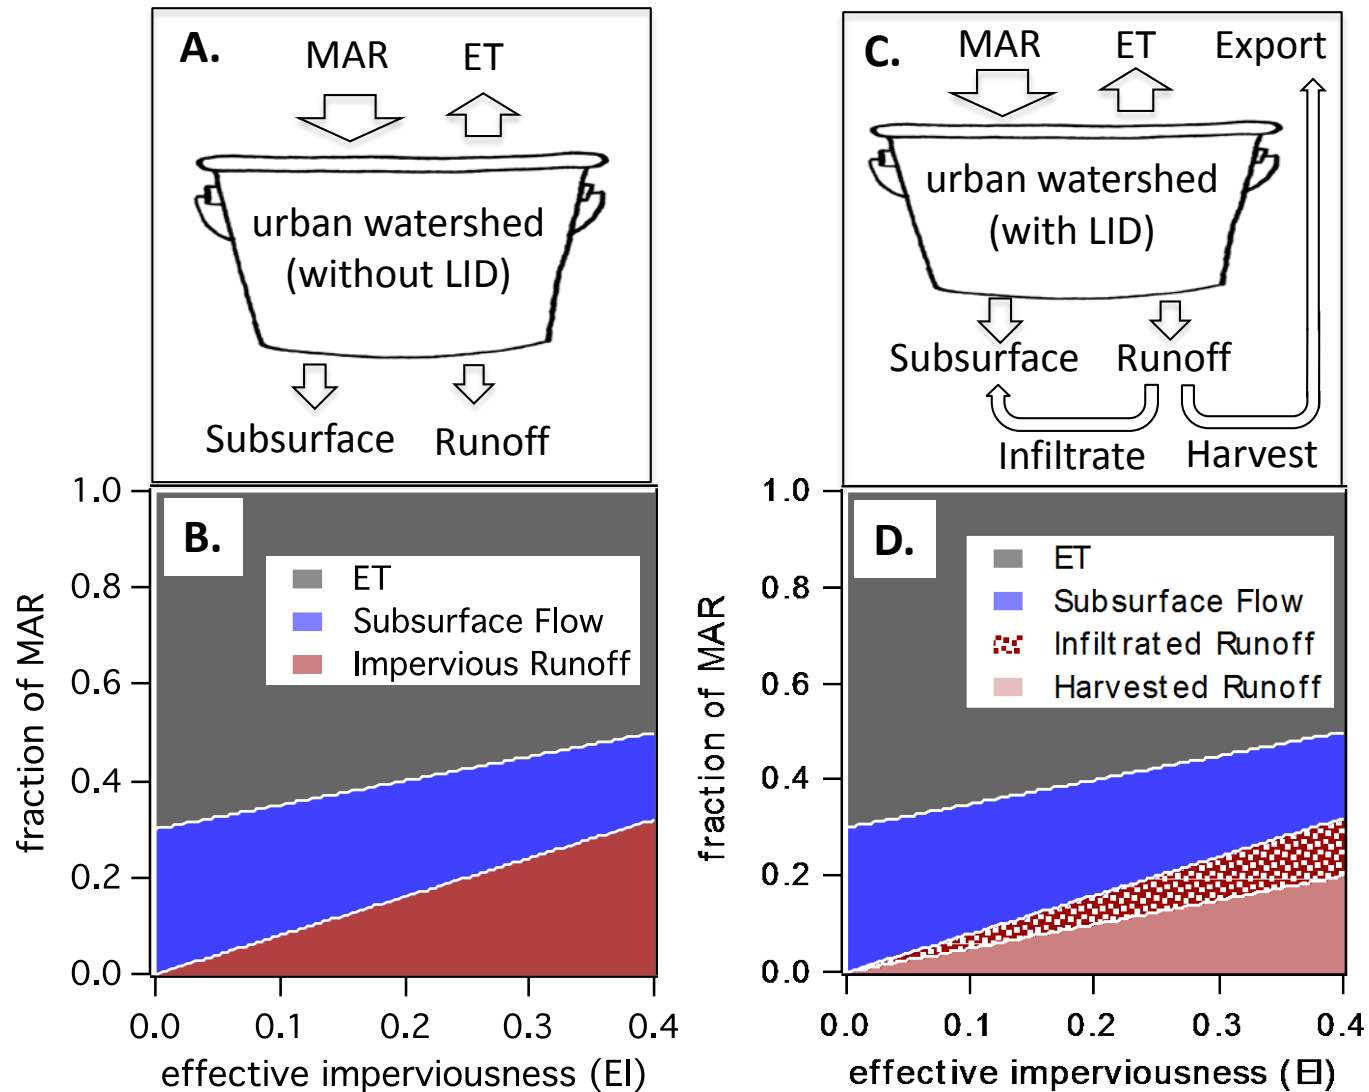 A.
MAR
ET
urban watershed
(without LID)
Subsurface
Runoff
B.
ET
Subsurface Flow
Impervious Runoff
1.0
0.8
0.6
0.4
0.2
0.0
fraction of MAR
0.0
0.1
0.2
0.3
0.4
effective imperviousness (EI)
C.
MAR
ET
Export
urban watershed
(with LID)
Subsurface
Runoff
Infiltrate
Harvest
D.
ET
Subsurface Flow
Infiltrated Runoff
Harvested Runoff
1.0
0.8
0.6
0.4
0.2
0.0
fraction of MAR
0.0
0.1
0.2
0.3
0.4
effective imperviousness (EI)